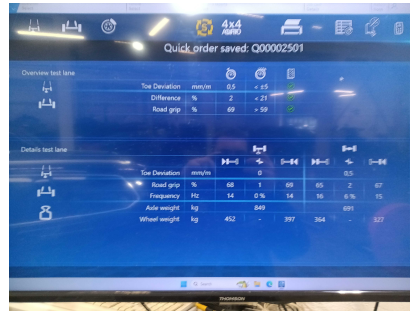 4x4
Quick order saved: Q00002501
Overview test lane
Toe Deviation mm/m 0,5 < ±9
Difference % 2 < 21
Road grip % 69 > 59
Details test lane
Toe Deviation mm/m 0 0,5
Road grip % 68 1 69 65 2 67
Frequency Hz 14 0 % 14 16 6 % 15
Axle weight kg 849 691
Wheel weight kg 452 - 397 364 - 327
Search
THOMSON